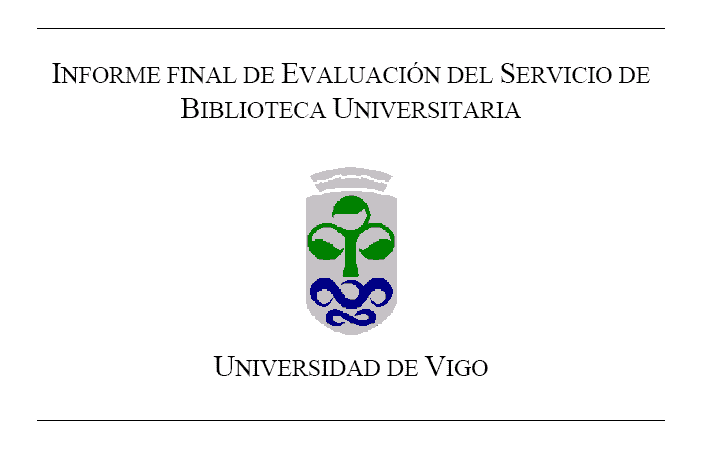 INFORME FINAL DE EVALUACIÓN DEL SERVICIO DE
BIBLIOTECA UNIVERSITARIA
UNIVERSIDAD DE VIGO